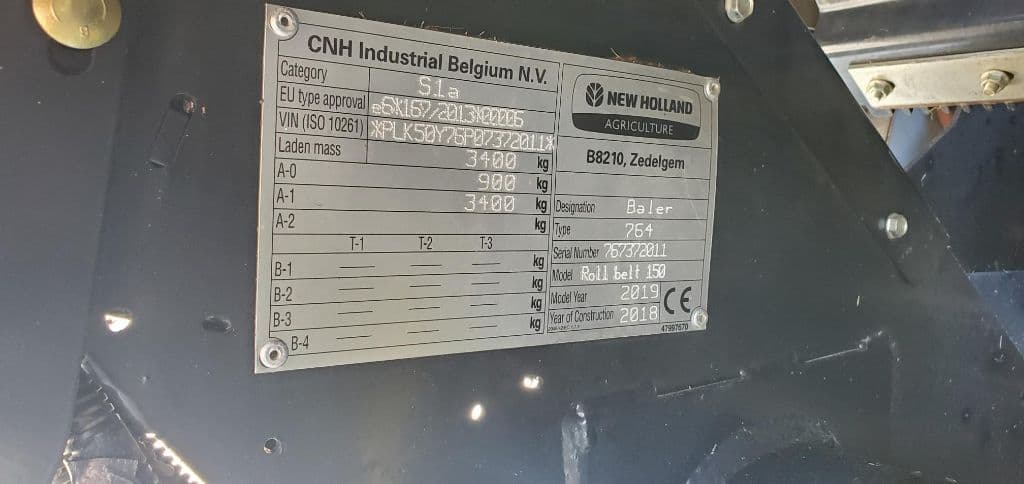 CNH Industrial Belgium N.V.
Category S1a
EU type approval e6*167/2013*00006
VIN (ISO 10261) *PLK50Y76P07372011*
Laden mass 3400 kg
A-0 900 kg
A-1 3400 kg
A-2 kg
T-1 T-2 T-3
B-1 kg
B-2 kg
B-3 kg
B-4 kg
NEW HOLLAND
AGRICULTURE
B8210, Zedelgem
Designation Baler
Type 764
Serial Number 767372011
Model Roll belt 150
Model Year 2019
Year of Construction 2018
CE
47997670